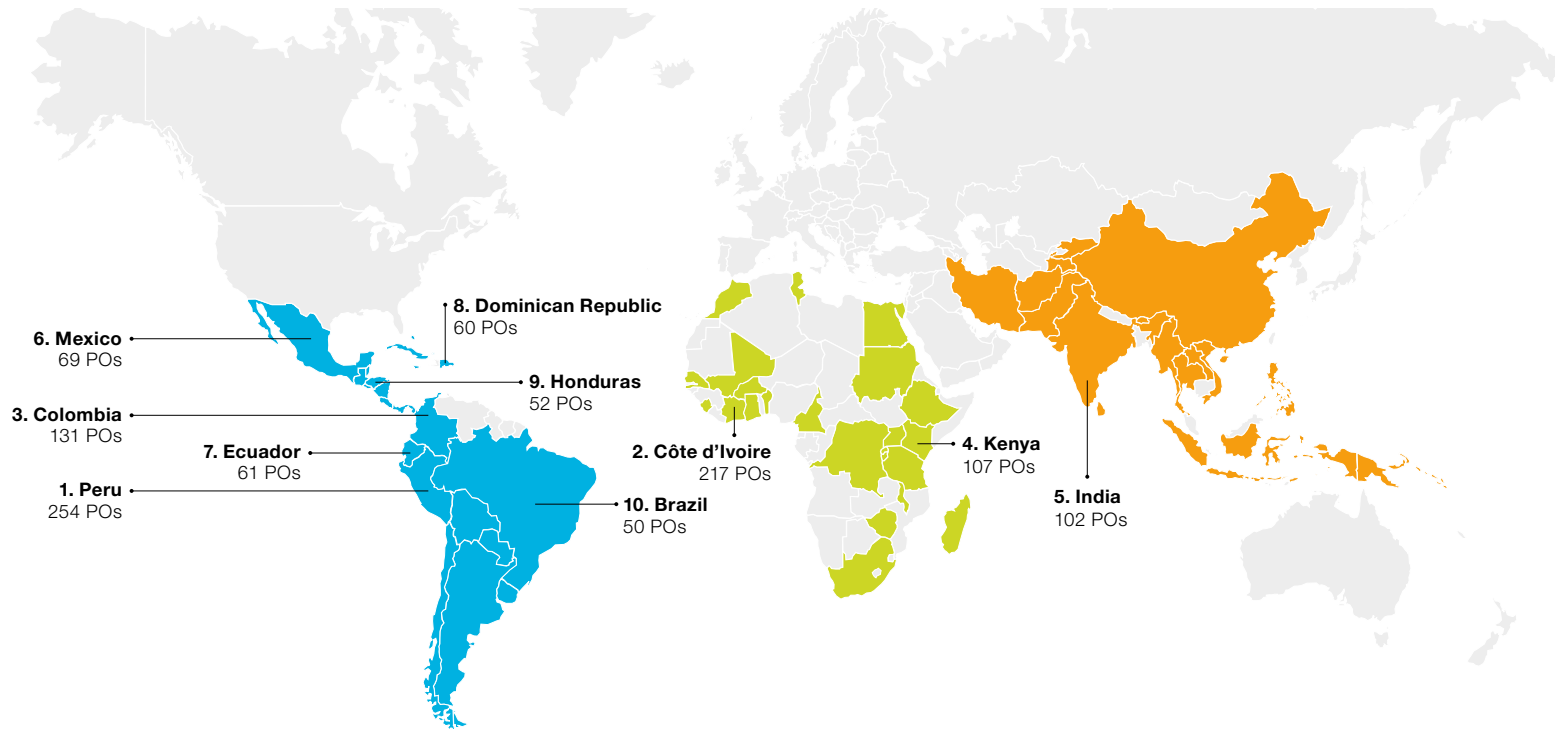 8. Dominican Republic
60 POs
6. Mexico
69 POs
9. Honduras
52 POs
3. Colombia
131 POs
7. Ecuador
61 POs
2. Côte d’Ivoire
217 POs
4. Kenya
107 POs
1. Peru
254 POs
10. Brazil
50 POs
5. India
102 POs